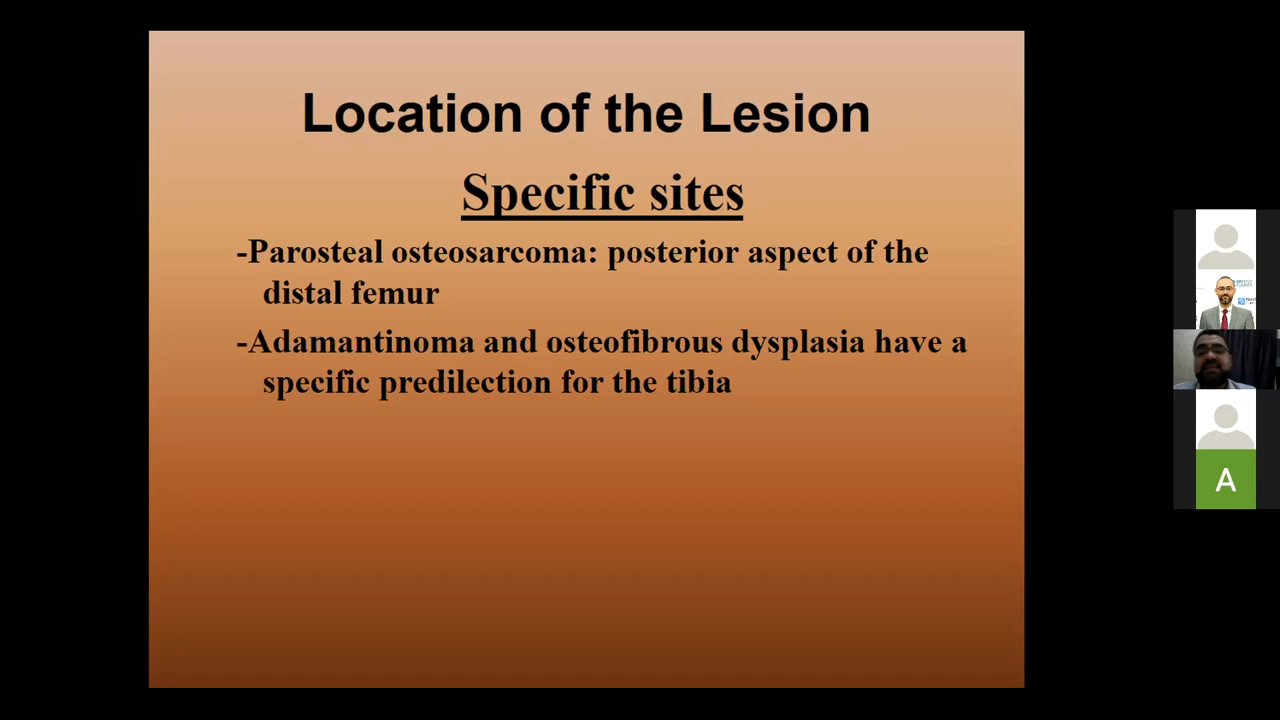 Location of the Lesion
Specific sites
-Parosteal osteosarcoma: posterior aspect of the
distal femur
-Adamantinoma and osteofibrous dysplasia have a
specific predilection for the tibia
A